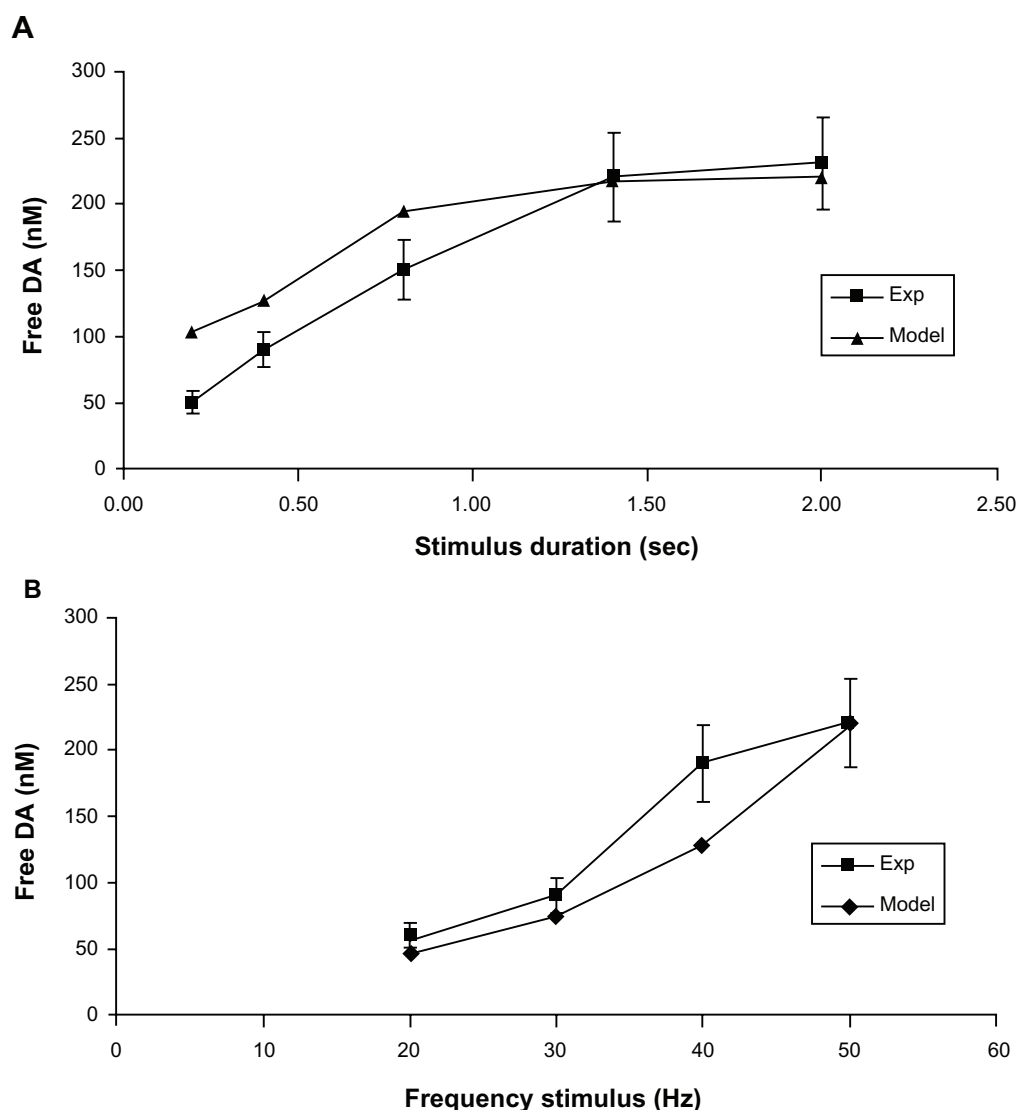 A
300
250
200
150
100
50
0
Free DA (nM)
Exp
Model
0.00 0.50 1.00 1.50 2.00 2.50
Stimulus duration (sec)
B
300
250
200
150
100
50
0
Free DA (nM)
Exp
Model
0 10 20 30 40 50 60
Frequency stimulus (Hz)